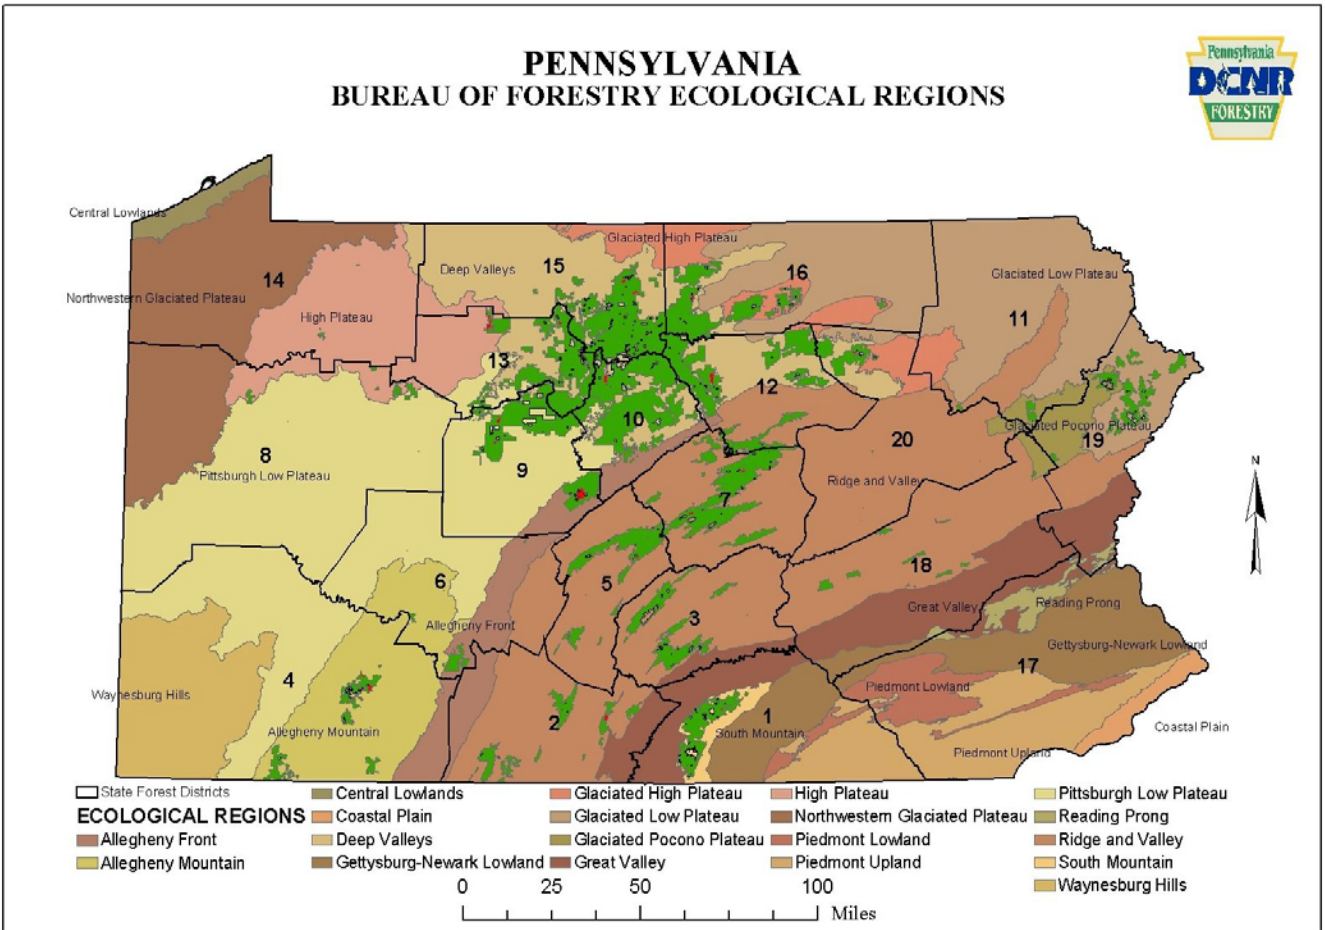 PENNSYLVANIA
BUREAU OF FORESTRY ECOLOGICAL REGIONS
Pennsylvania
DCNR
FORESTRY
Central Lowlands
Glaciated High Plateau
14
Deep Valleys
15
16
Glaciated Low Plateau
Northwestern Glaciated Plateau
High Plateau
11
13
12
10
Glaciated Pocono Plateau
8
20
19
Pittsburgh Low Plateau
9
7
Ridge and Valley
N
6
5
18
Allegheny Front
3
Great Valley
Reading Prong
Gettysburg-Newark Lowland
Waynesburg Hills
4
17
Piedmont Lowland
2
1
South Mountain
Allegheny Mountain
Coastal Plain
Piedmont Upland
State Forest Districts
ECOLOGICAL REGIONS
Allegheny Front
Allegheny Mountain
Central Lowlands
Coastal Plain
Deep Valleys
Gettysburg-Newark Lowland
Glaciated High Plateau
Glaciated Low Plateau
Glaciated Pocono Plateau
Great Valley
High Plateau
Northwestern Glaciated Plateau
Piedmont Lowland
Piedmont Upland
Pittsburgh Low Plateau
Reading Prong
Ridge and Valley
South Mountain
Waynesburg Hills
0 25 50 100
Miles